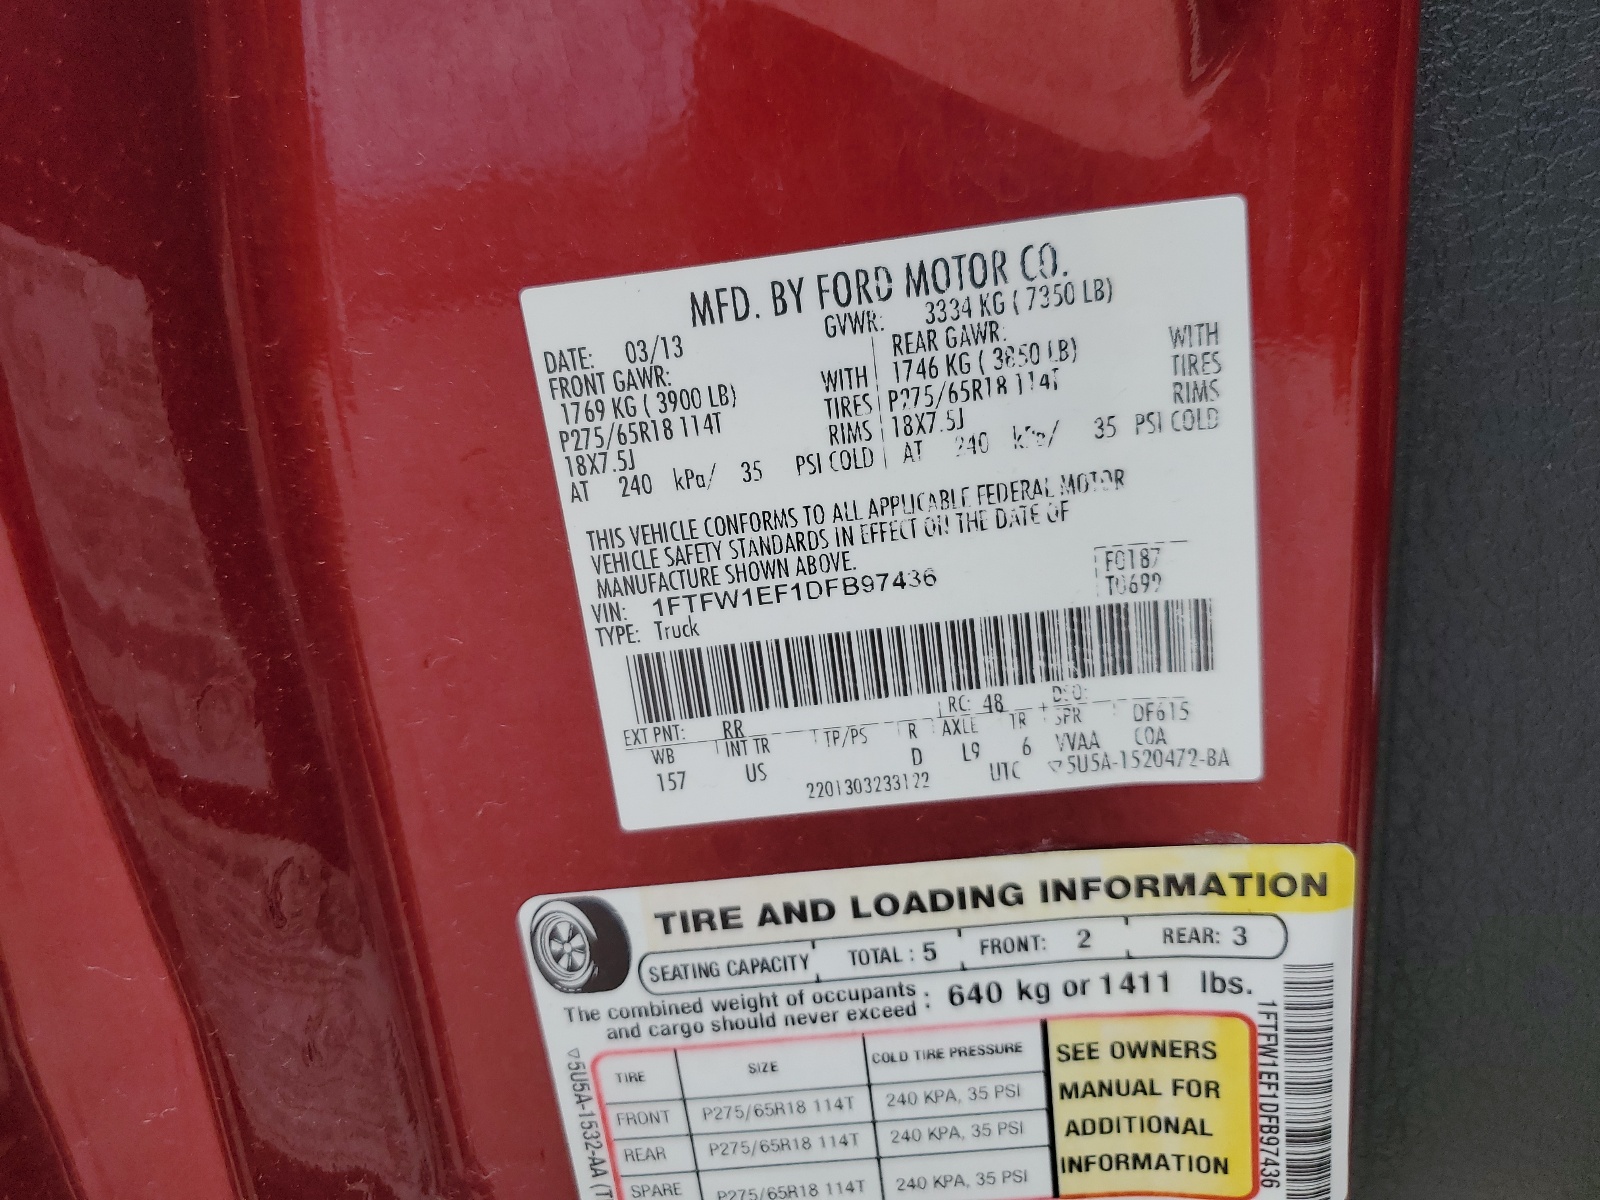 MFD. BY FORD MOTOR CO.
DATE: 03/13 GVWR: 3334 KG ( 7350 LB)
FRONT GAWR: REAR GAWR:
1769 KG ( 3900 LB) WITH 1746 KG ( 3850 LB) WITH
P275/65R18 114T TIRES P275/65R18 114T TIRES
18X7.5J RIMS 18X7.5J RIMS
AT 240 kPa/ 35 PSI COLD AT 240 kPa/ 35 PSI COLD
THIS VEHICLE CONFORMS TO ALL APPLICABLE FEDERAL MOTOR
VEHICLE SAFETY STANDARDS IN EFFECT ON THE DATE OF
MANUFACTURE SHOWN ABOVE.
VIN: 1FTFW1EF1DFB97436 F0187
TYPE: Truck T0699
EXT PNT: RR RC: 48 DSO:
WB INT TR TP/PS R AXLE TR SPR DF615
157 US D L9 6 VVAA COA
2201303233122 UTC ▽5U5A-1520472-BA
TIRE AND LOADING INFORMATION
SEATING CAPACITY TOTAL : 5 FRONT: 2 REAR: 3
The combined weight of occupants : 640 kg or 1411 lbs.
and cargo should never exceed :
TIRE SIZE COLD TIRE PRESSURE
FRONT P275/65R18 114T 240 KPA, 35 PSI
REAR P275/65R18 114T 240 KPA, 35 PSI
SPARE P275/65R18 114T 240 KPA, 35 PSI
SEE OWNERS
MANUAL FOR
ADDITIONAL
INFORMATION
1FTFW1EF1DFB97436
▽5U5A-1532-AA (T